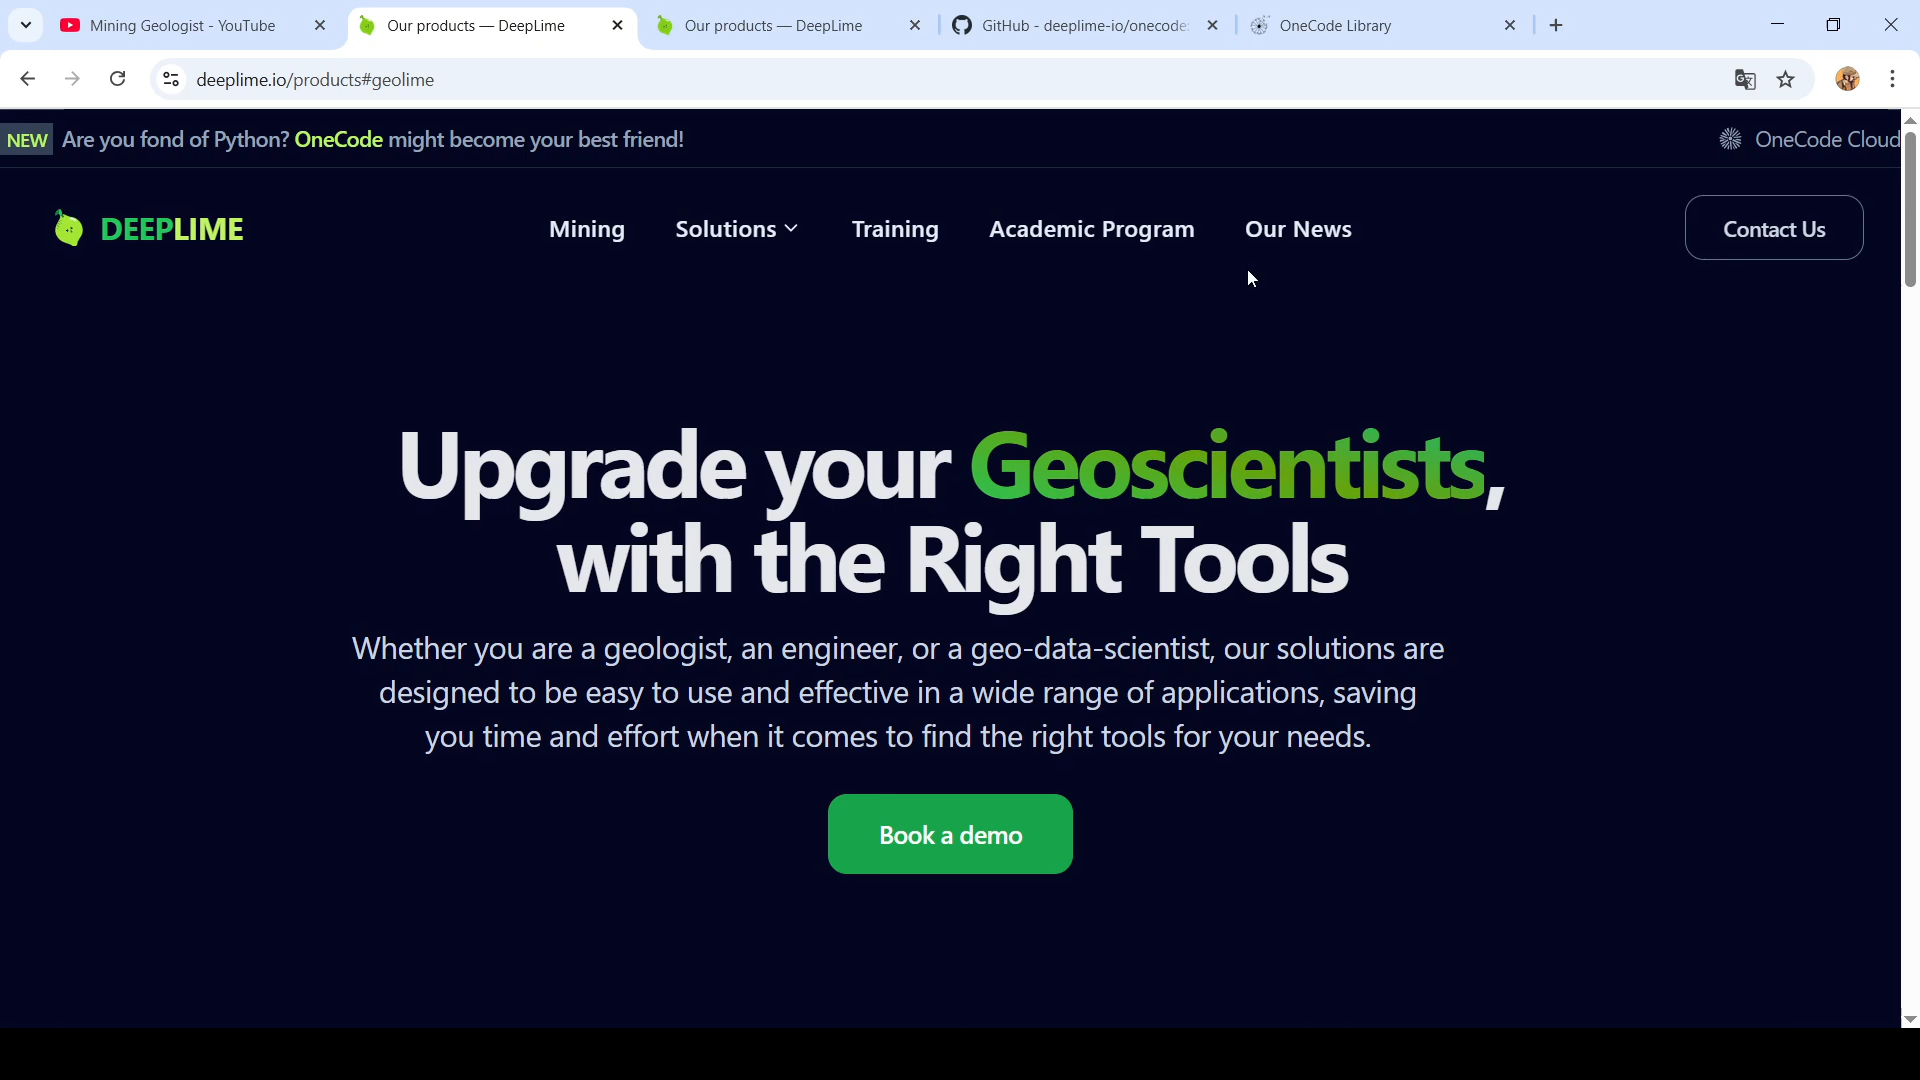 Mining Geologist - YouTube
Our products — DeepLime
Our products — DeepLime
GitHub - deeplime-io/onecode:
OneCode Library
deeplime.io/products#geolime
NEW Are you fond of Python? OneCode might become your best friend!
OneCode Cloud
DEEPLIME
Mining
Solutions
Training
Academic Program
Our News
Contact Us
Upgrade your Geoscientists,
with the Right Tools
Whether you are a geologist, an engineer, or a geo-data-scientist, our solutions are
designed to be easy to use and effective in a wide range of applications, saving
you time and effort when it comes to find the right tools for your needs.
Book a demo